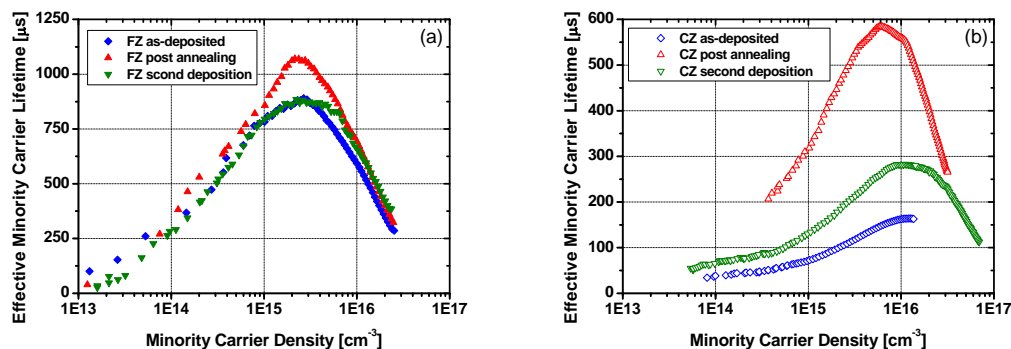 Effective Minority Carrier Lifetime [µs]
1250
1000
750
500
250
0
FZ as-deposited
FZ post annealing
FZ scond deposition
(a)
1E13 1E14 1E15 1E16 1E17
Minority Carrier Density [cm-3]
Effective Minority Carrier Lifetime [µs]
600
500
400
300
200
100
0
CZ as-deposited
CZ post annealing
CZ second deposition
(b)
1E13 1E14 1E15 1E16 1E17
Minority Carrier Density [cm-3]